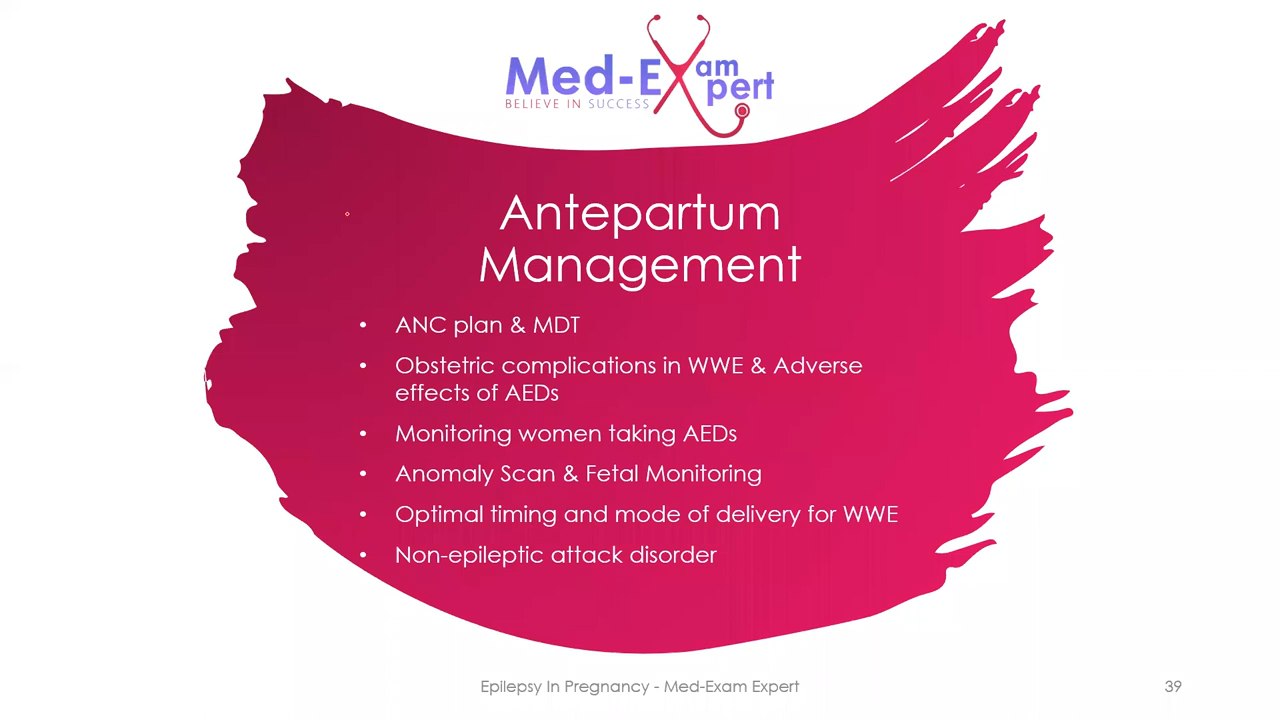 Med-Exam Expert
BELIEVE IN SUCCESS
Antepartum
Management
• ANC plan & MDT
• Obstetric complications in WWE & Adverse
effects of AEDs
• Monitoring women taking AEDs
• Anomaly Scan & Fetal Monitoring
• Optimal timing and mode of delivery for WWE
• Non-epileptic attack disorder
Epilepsy In Pregnancy - Med-Exam Expert
39